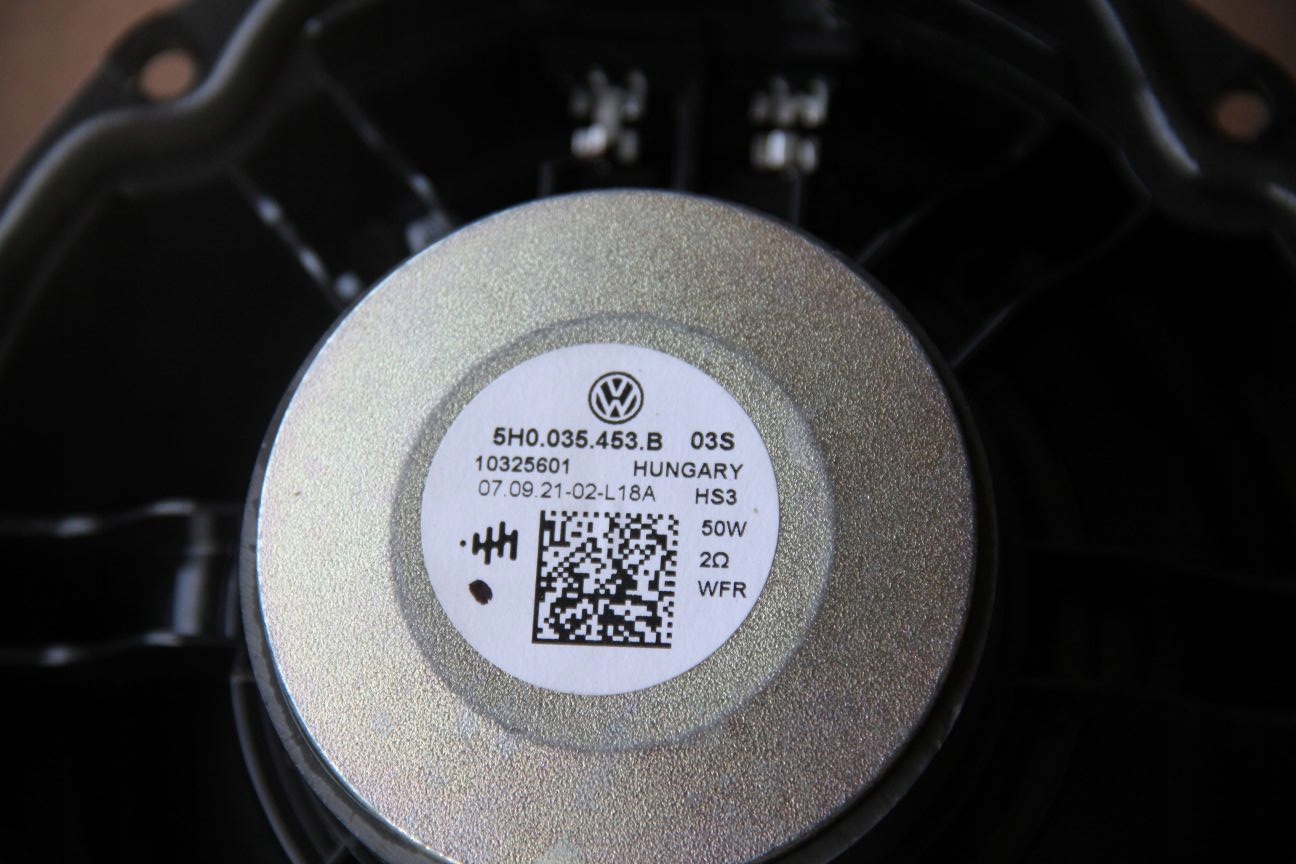 5H0.035.453.B 03S
10325601 HUNGARY
07.09.21-02-L18A HS3
50W
2Ω
WFR